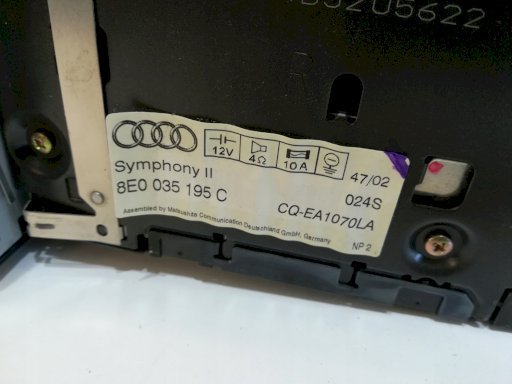 12V
4Ω
10A
47/02
Symphony II
024S
8E0 035 195 C
CQ-EA1070LA
Assembled by Matsushita Communication Deutschland GmbH, Germany
NP 2